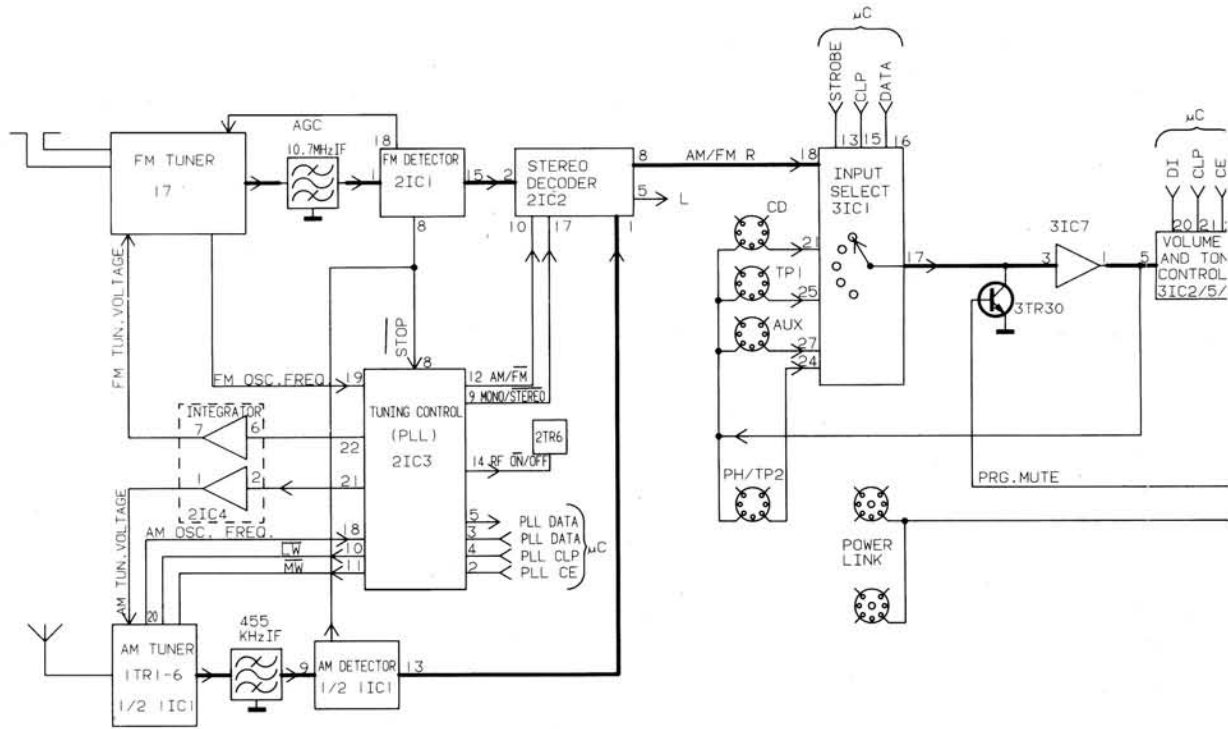 μC
STROBE
CLP
DATA
13
15
16
μC
DI
CLP
CE
20
21
FM TUNER
17
AGC
10.7MHzIF
18
1
FM DETECTOR
2IC1
15
8
2
STEREO
DECODER
2IC2
10
17
1
8
AM/FM R
5
L
18
INPUT
SELECT
3IC1
CD
21
TP1
25
AUX
27
24
17
3
3IC7
1
5
VOLUME
AND TON
CONTROL
3IC2/5/
3TR30
FM TUN.VOLTAGE
STOP
FM OSC.FREQ.
19
8
12 AM/FM
9 MONO/STEREO
TUNING CONTROL
(PLL)
2IC3
INTEGRATOR
7
6
22
2TR6
14 RF ON/OFF
1
2
21
2IC4
PH/TP2
PRG.MUTE
AM TUN.VOLTAGE
AM OSC. FREQ.
18
LW
10
MW
11
5
PLL DATA
3
PLL DATA
4
PLL CLP
2
PLL CE
μC
POWER
LINK
20
AM TUNER
1TR1-6
1/2 1IC1
455
KHzIF
9
AM DETECTOR
1/2 1IC1
13